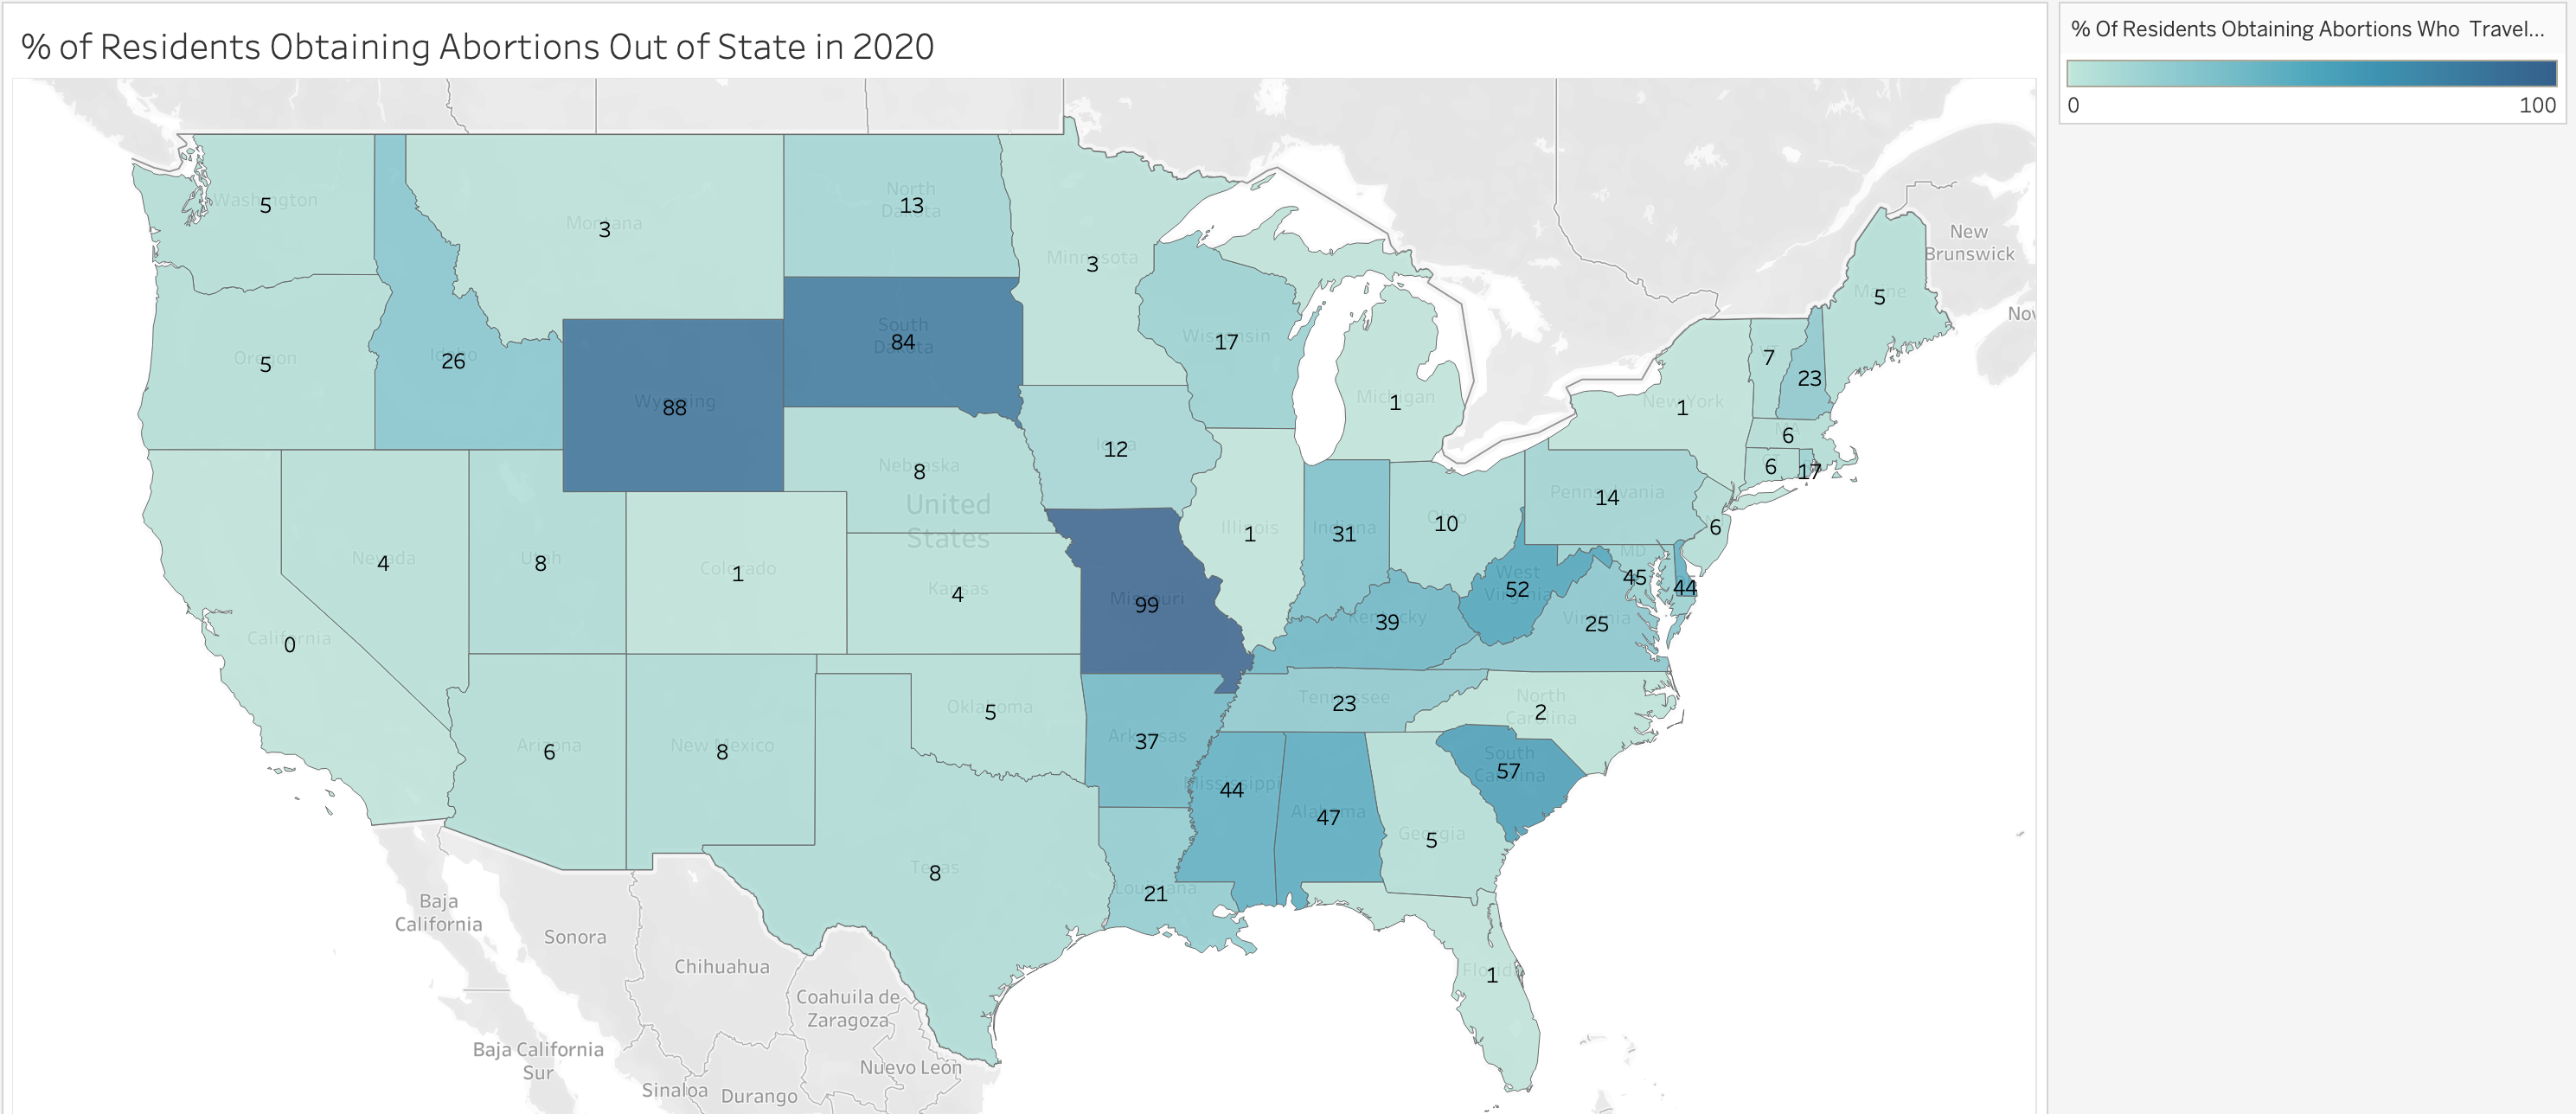 % of Residents Obtaining Abortions Out of State in 2020
% Of Residents Obtaining Abortions Who Travel...
0
100
Washington
5
Montana
3
North
Dakota
13
Minnesota
3
Oregon
5
Idaho
26
Wyoming
88
South
Dakota
84
Wisconsin
17
Michigan
1
New York
1
VT
7
23
Maine
5
New
Brunswick
Nov
MA
6
6
17
Nebraska
8
Iowa
12
United
States
Nevada
4
Utah
8
Colorado
1
Kansas
4
Missouri
99
Illinois
1
Indiana
31
Ohio
10
Pennsylvania
14
6
MD
45
44
West
Virginia
52
Virginia
25
Kentucky
39
California
0
Arizona
6
New Mexico
8
Oklahoma
5
Arkansas
37
Tennessee
23
North
Carolina
2
South
Carolina
57
Mississippi
44
Alabama
47
Georgia
5
Texas
8
Louisiana
21
Florida
1
Baja
California
Sonora
Chihuahua
Coahuila de
Zaragoza
Baja California
Sur
Sinaloa
Durango
Nuevo León